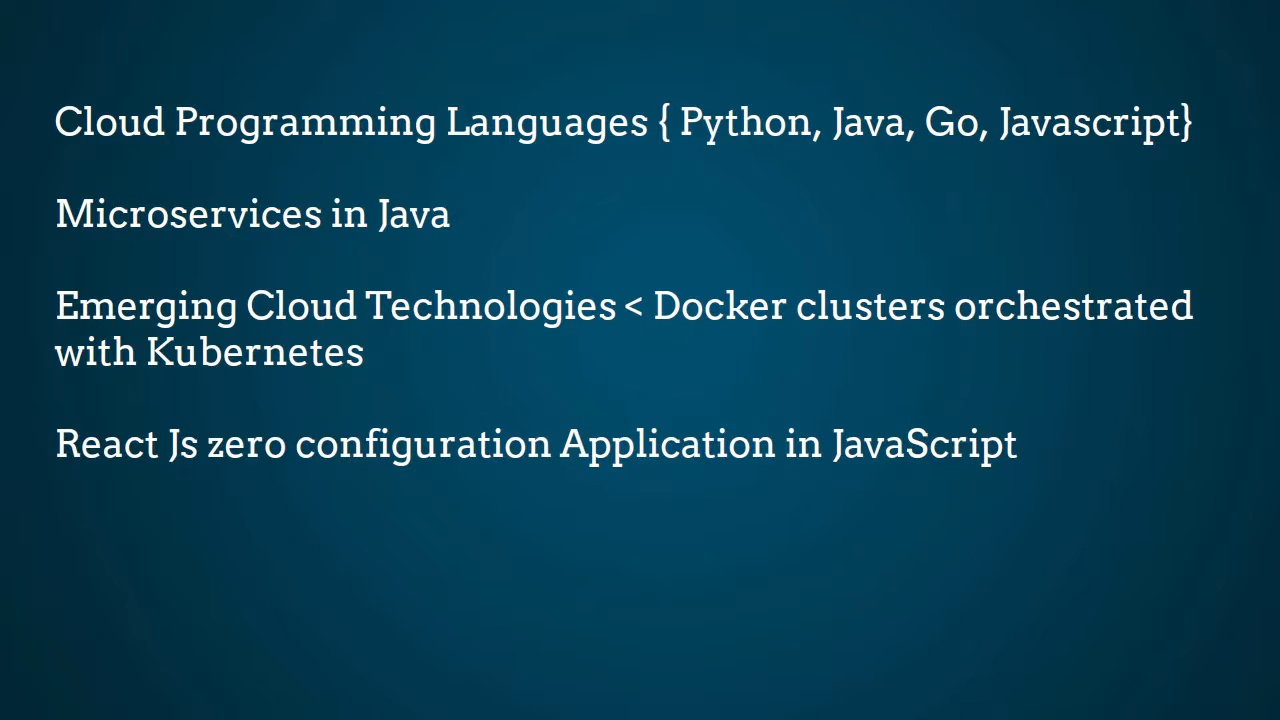 Cloud Programming Languages { Python, Java, Go, Javascript}
Microservices in Java
Emerging Cloud Technologies < Docker clusters orchestrated
with Kubernetes
React Js zero configuration Application in JavaScript